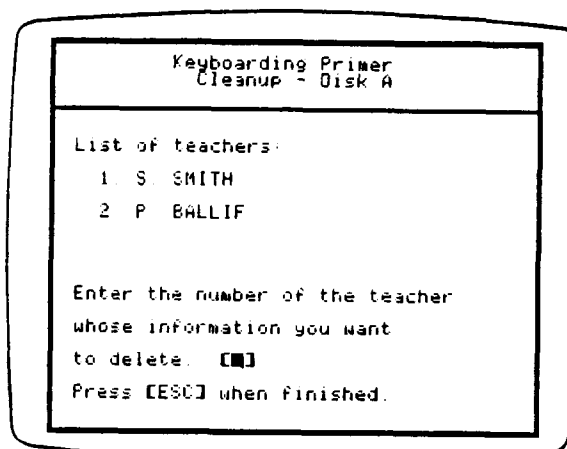 Keyboarding Primer
Cleanup - Disk A
List of teachers:
1. S. SMITH
2 P BALLIF
Enter the number of the teacher
whose information you want
to delete. [■]
Press [ESC] when finished.